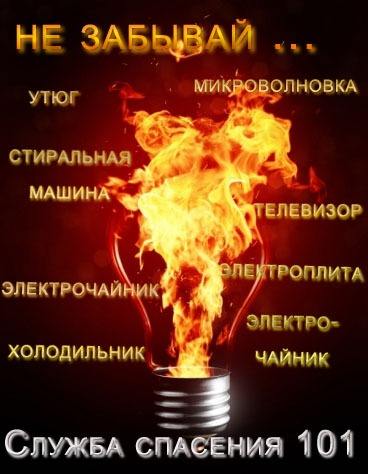 НЕ ЗАБЫВАЙ ...
МИКРОВОЛНОВКА
УТЮГ
СТИРАЛЬНАЯ
МАШИНА
ТЕЛЕВИЗОР
ЭЛЕКТРОПЛИТА
ЭЛЕКТРОЧАЙНИК
ЭЛЕКТРО-
ЧАЙНИК
ХОЛОДИЛЬНИК
СЛУЖБА СПАСЕНИЯ 101